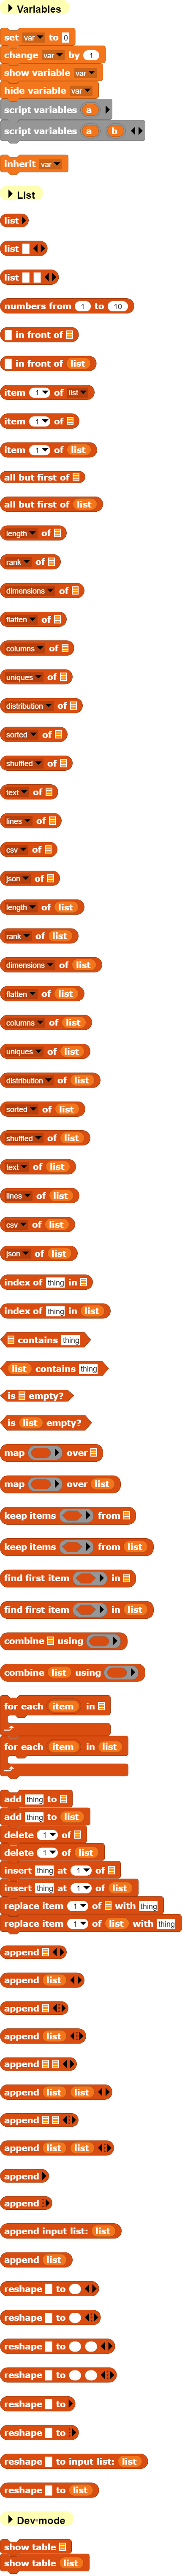 Variables
set var to 0
change var by 1
show variable var
hide variable var
script variables a
script variables a b
inherit var
List
list
list
list
numbers from 1 to 10
in front of
in front of list
item 1 of list
item 1 of
item 1 of list
all but first of
all but first of list
length of
rank of
dimensions of
flatten of
columns of
uniques of
distribution of
sorted of
shuffled of
text of
lines of
csv of
json of
length of list
rank of list
dimensions of list
flatten of list
columns of list
uniques of list
distribution of list
sorted of list
shuffled of list
text of list
lines of list
csv of list
json of list
index of thing in
index of thing in list
contains thing
list contains thing
is empty?
is list empty?
map over
map over list
keep items from
keep items from list
find first item in
find first item in list
combine using
combine list using
for each item in
for each item in list
add thing to
add thing to list
delete 1 of
delete 1 of list
insert thing at 1 of
insert thing at 1 of list
replace item 1 of with thing
replace item 1 of list with thing
append
append list
append
append list
append
append list list
append
append list list
append
append
append input list: list
append list
reshape to
reshape to
reshape to
reshape to
reshape to
reshape to
reshape to input list: list
reshape to list
Dev-mode
show table
show table list